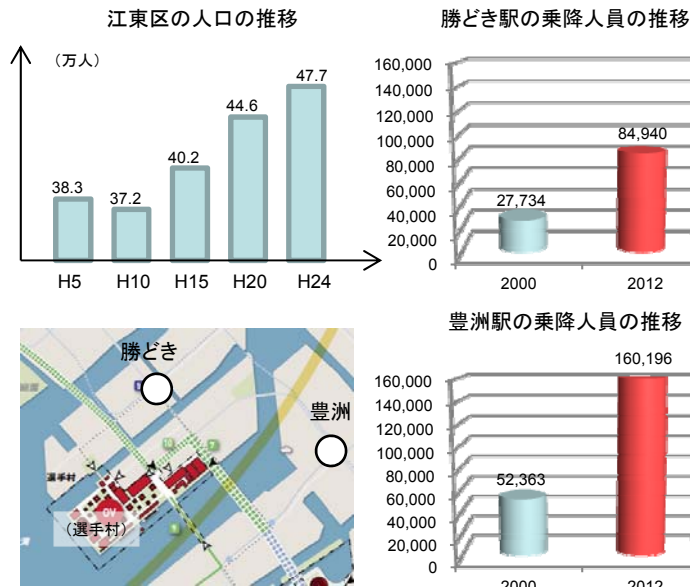 江東区の人口の推移
（万人）
38.3
37.2
40.2
44.6
47.7
H5
H10
H15
H20
H24
勝どき駅の乗降人員の推移
160,000
140,000
120,000
100,000
80,000
60,000
40,000
20,000
0
27,734
84,940
2000
2012
勝どき
豊洲
選手村
OV
（選手村）
豊洲駅の乗降人員の推移
160,000
140,000
120,000
100,000
80,000
60,000
40,000
20,000
0
52,363
160,196
2000
2012